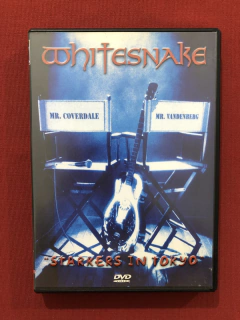 WHITESNAKE
MR. COVERDALE
MR. VANDENBERG
STARKERS IN TOKYO
DVD